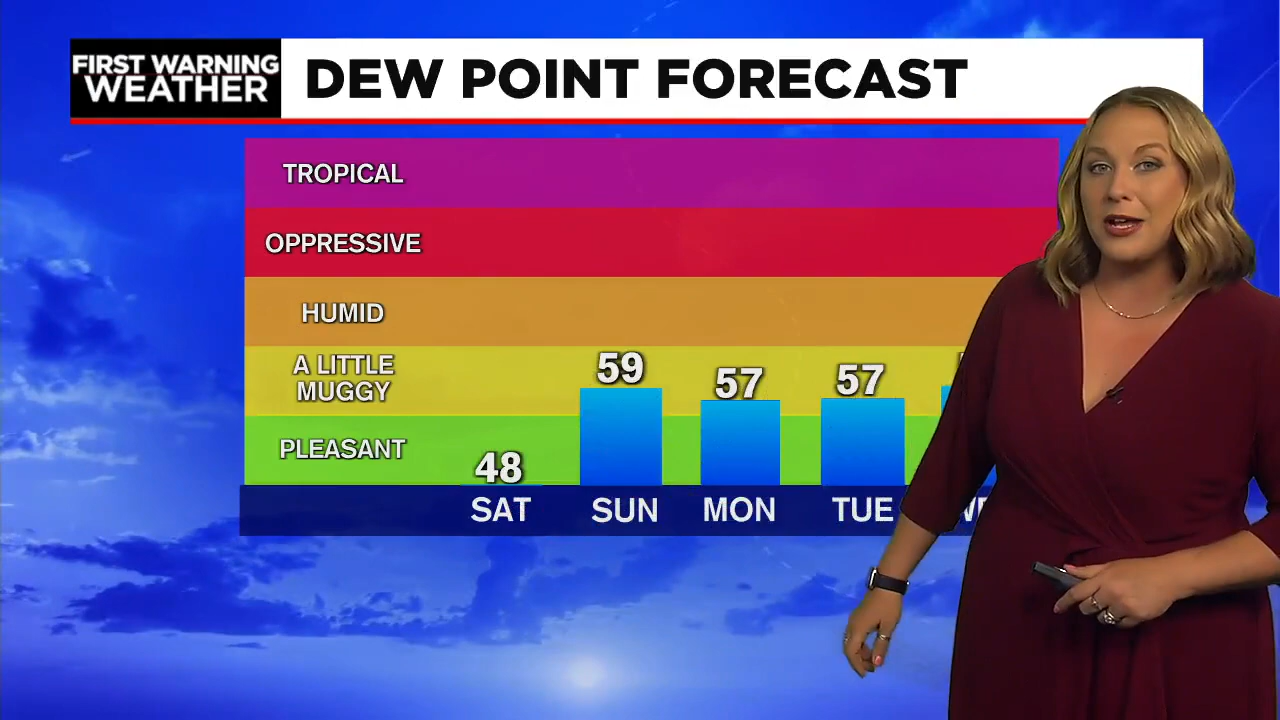 FIRST WARNING
WEATHER
DEW POINT FORECAST
TROPICAL
OPPRESSIVE
HUMID
A LITTLE
MUGGY
PLEASANT
48
59
57
57
SAT
SUN
MON
TUE